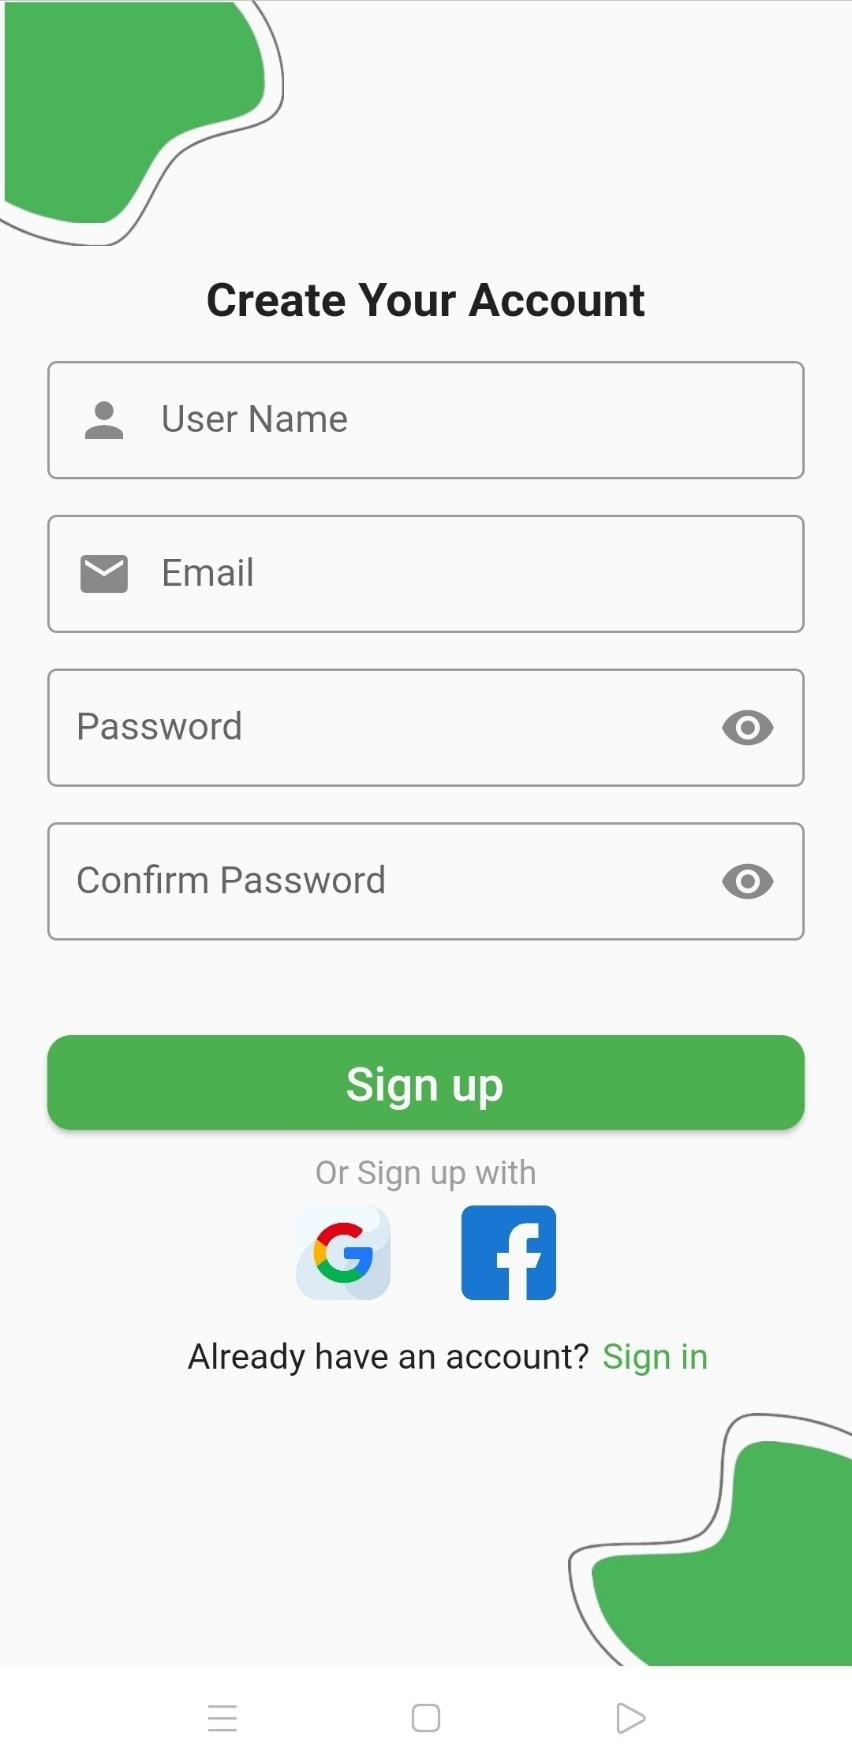 Create Your Account
User Name
Email
Password
Confirm Password
Sign up
Or Sign up with
Already have an account? Sign in